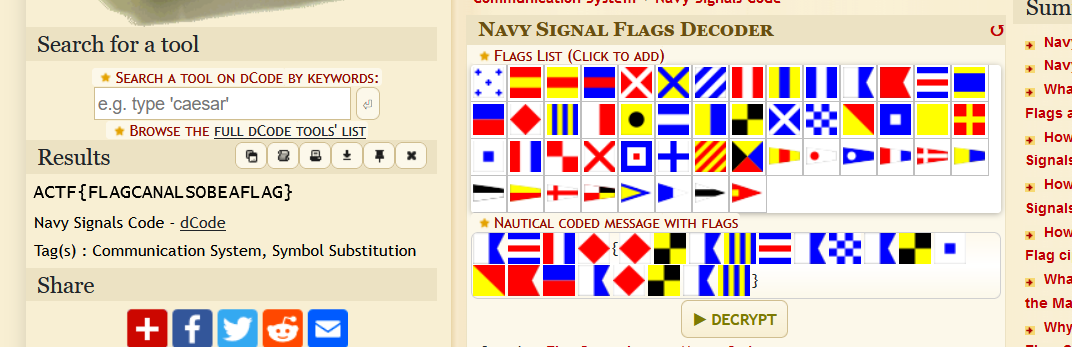 Search for a tool
★ Search a tool on dCode by keywords:
e.g. type 'caesar'
★ Browse the full dCode tools' list
Results
ACTF{FLAGCANALSOBEAFLAG}
Navy Signals Code - dCode
Tag(s) : Communication System, Symbol Substitution
Share
Communication System Navy Signals Code
Navy Signal Flags Decoder
★ Flags List (Click to add)
★ Nautical coded message with flags
{
}
▶ DECRYPT
Sum
Navy
Navy
Wha
Flags a
How
Signals
How
Signals
How
Flag ci
Wha
the Ma
Why